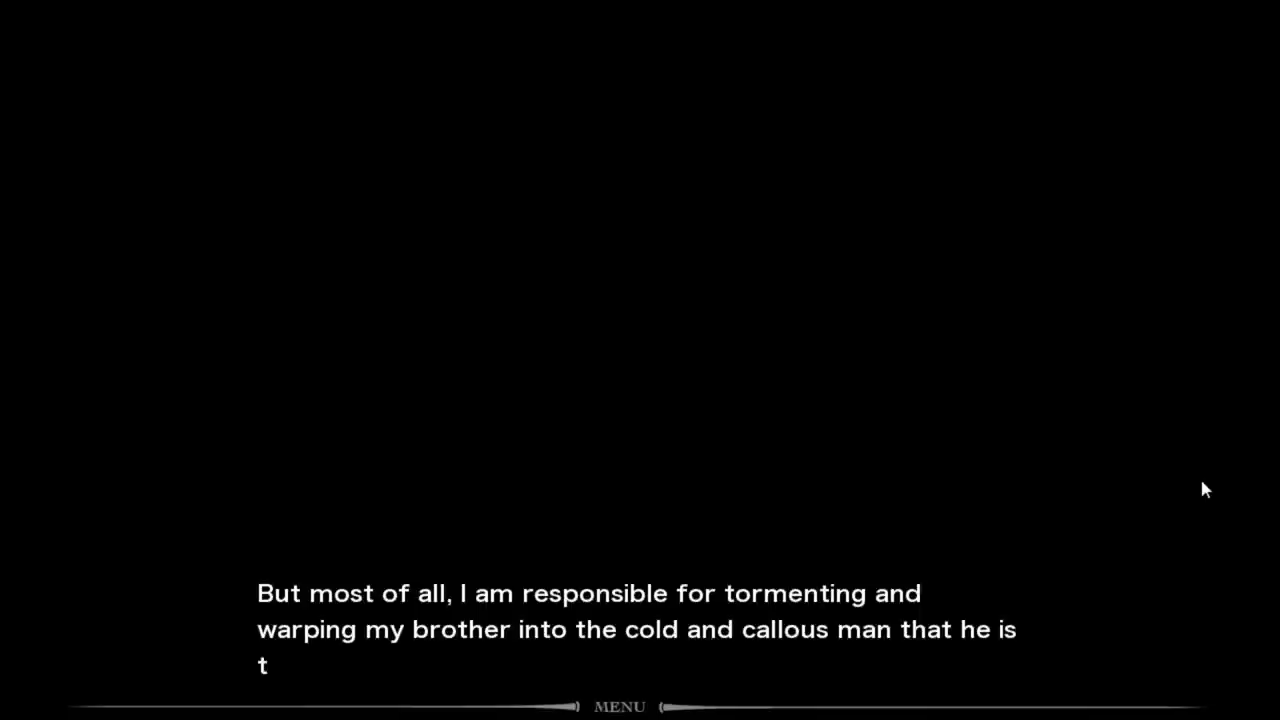 But most of all, I am responsible for tormenting and
warping my brother into the cold and callous man that he is
t
MENU